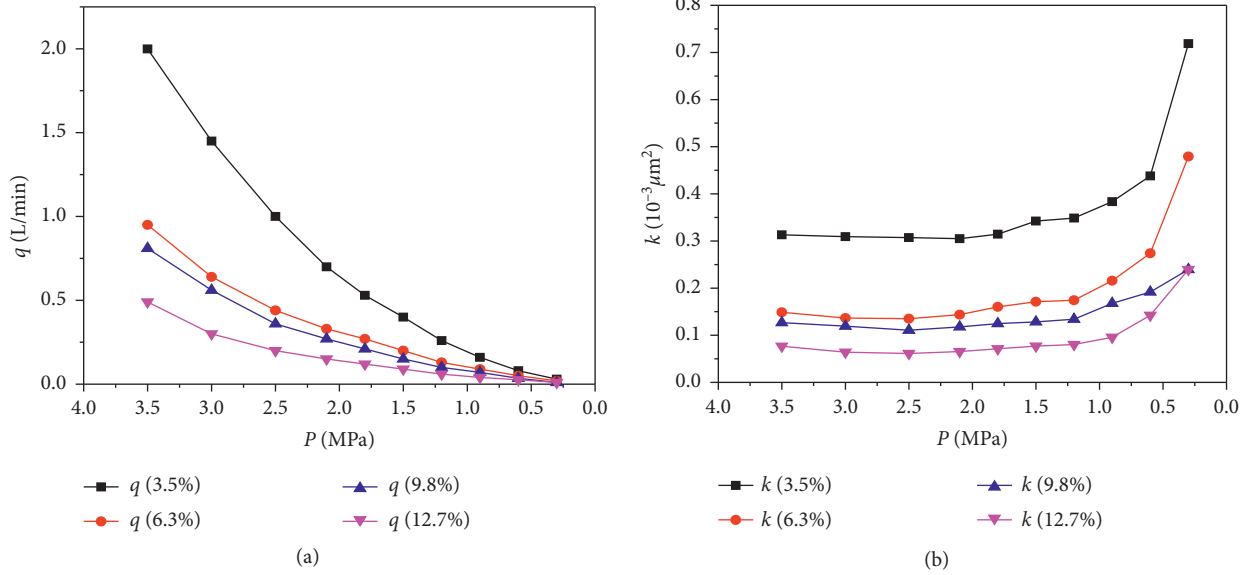 2.0
1.5
1.0
0.5
0.0
q (L/min)
4.0 3.5 3.0 2.5 2.0 1.5 1.0 0.5 0.0
P (MPa)
q (3.5%) q (9.8%)
q (6.3%) q (12.7%)
(a)
0.8
0.7
0.6
0.5
0.4
0.3
0.2
0.1
0.0
k (10⁻³μm²)
4.0 3.5 3.0 2.5 2.0 1.5 1.0 0.5 0.0
P (MPa)
k (3.5%) k (9.8%)
k (6.3%) k (12.7%)
(b)